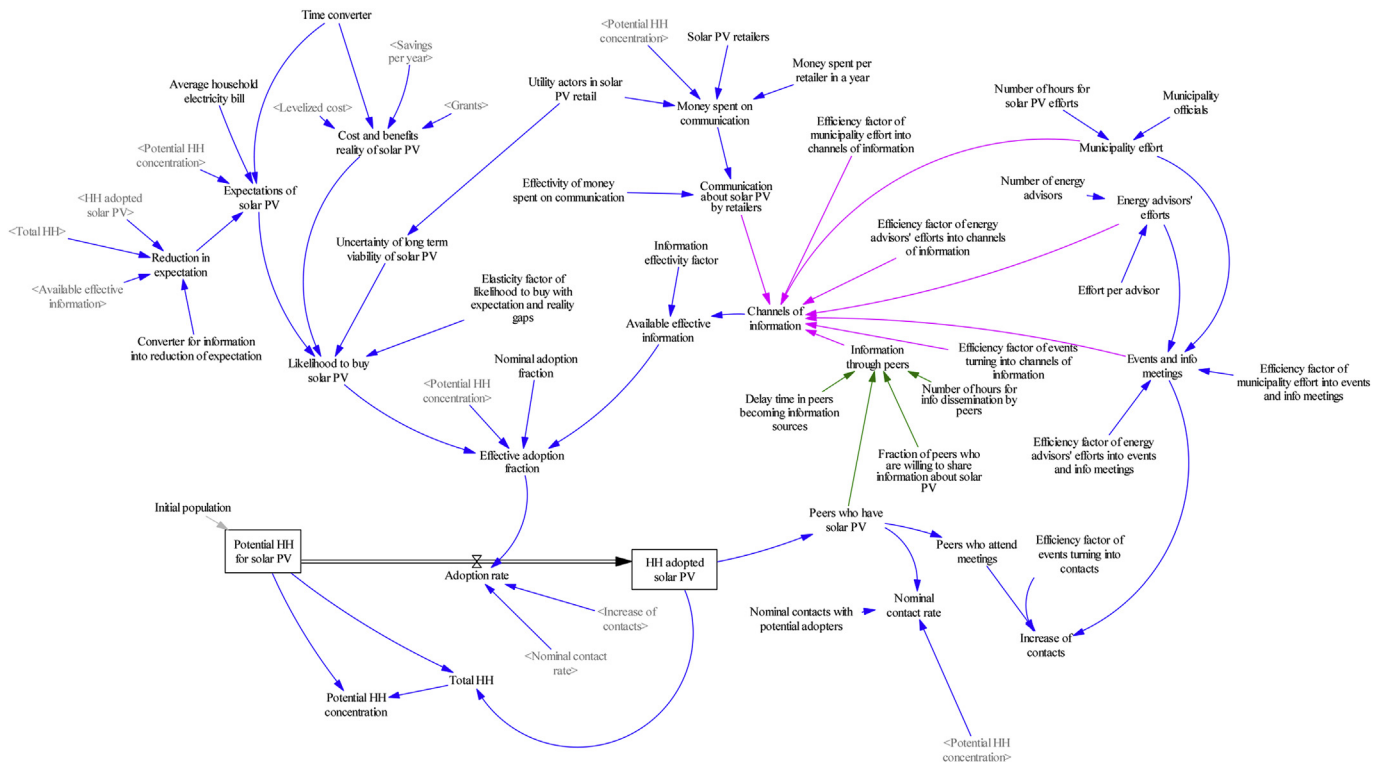 Time converter
<Potential HH
concentration>
Solar PV retailers
<Savings
per year>
Money spent per
retailer in a year
Average household
electricity bill
Utility actors in solar
PV retail
Number of hours for
solar PV efforts
Municipality
officials
<Levelized cost>
<Grants>
Money spent on
communication
Efficiency factor of
municipality effort into
channels of information
Cost and benefits
reality of solar PV
Municipality effort
<Potential HH
concentration>
Expectations of
solar PV
Effectivity of money
spent on communication
Communication
about solar PV
by retailers
Number of energy
advisors
Energy advisors'
efforts
<HH adopted
solar PV>
<Total HH>
Reduction in
expectation
Uncertainty of long term
viability of solar PV
Information
effectivity factor
Efficiency factor of energy
advisors' efforts into channels
of information
<Available effective
information>
Elasticity factor of
likelihood to buy with
expectation and reality
gaps
Effort per advisor
Channels of
information
Available effective
information
Converter for information
into reduction of expectation
Likelihood to buy
solar PV
Nominal adoption
fraction
Information
through peers
Efficiency factor of events
turning into channels of
information
Events and info
meetings
Efficiency factor of
municipality effort into events
and info meetings
<Potential HH
concentration>
Delay time in peers
becoming information
sources
Number of hours for
info dissemination by
peers
Effective adoption
fraction
Fraction of peers who
are willing to share
information about solar
PV
Efficiency factor of energy
advisors' efforts into events
and info meetings
Initial population
Peers who have
solar PV
Potential HH
for solar PV
Adoption rate
HH adopted
solar PV
Peers who attend
meetings
Efficiency factor of
events turning into
contacts
<Increase of
contacts>
Nominal contacts with
potential adopters
Nominal
contact rate
Increase of
contacts
<Nominal contact
rate>
Total HH
Potential HH
concentration
<Potential HH
concentration>